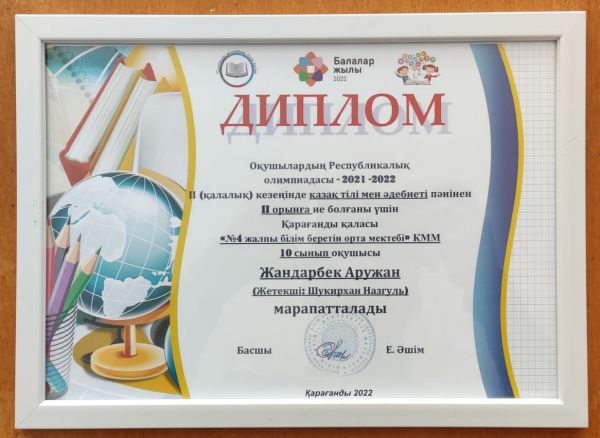 Балалар
жылы
2022
ДИПЛОМ
Оқушылардың Республикалық
олимпиадасы - 2021 -2022
II (қалалық) кезеңінде қазақ тілі мен әдебиеті пәнінен
II орынға ие болғаны үшін
Қарағанды қаласы
«№4 жалпы білім беретін орта мектебі» КММ
10 сынып оқушысы
Жандарбек Аружан
(Жетекші: Шукирхан Назгуль)
марапатталады
Басшы Е. Әшім
Қарағанды 2022